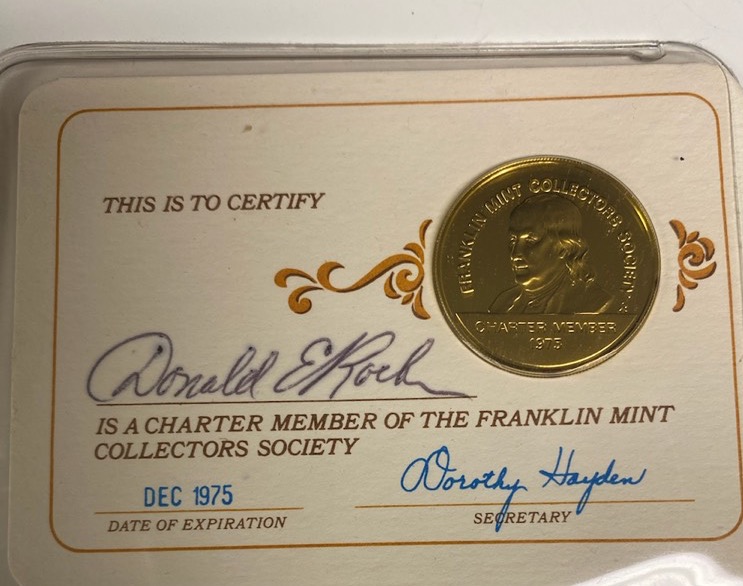 THIS IS TO CERTIFY
FRANKLIN MINT COLLECTORS SOCIETY
CHARTER MEMBER
1975
Donald E Roch
IS A CHARTER MEMBER OF THE FRANKLIN MINT
COLLECTORS SOCIETY
DEC 1975
DATE OF EXPIRATION
Dorothy Hayden
SECRETARY